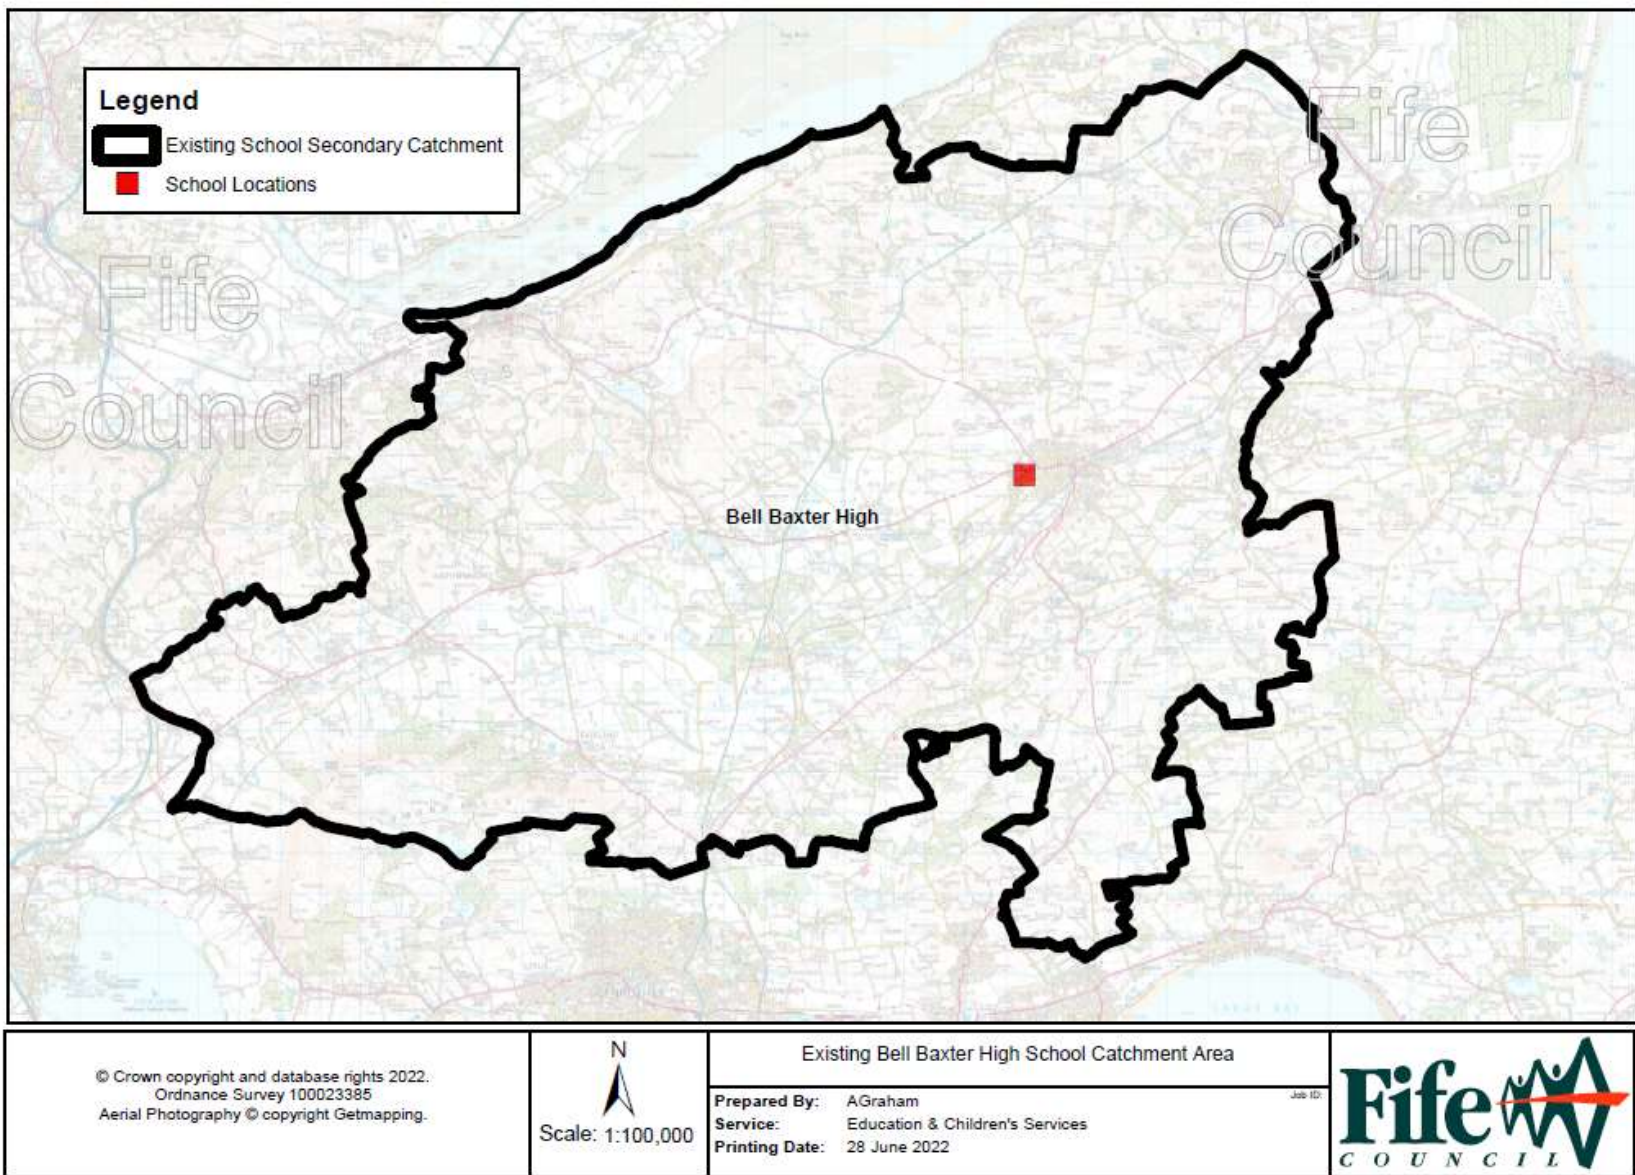 Legend
Existing School Secondary Catchment
School Locations
Fife
Council
Fife
Council
Bell Baxter High
© Crown copyright and database rights 2022.
Ordnance Survey 100023385
Aerial Photography © copyright Getmapping.
N
Scale: 1:100,000
Existing Bell Baxter High School Catchment Area
Job ID:
Prepared By: AGraham
Service: Education & Children's Services
Printing Date: 28 June 2022
Fife
COUNCIL